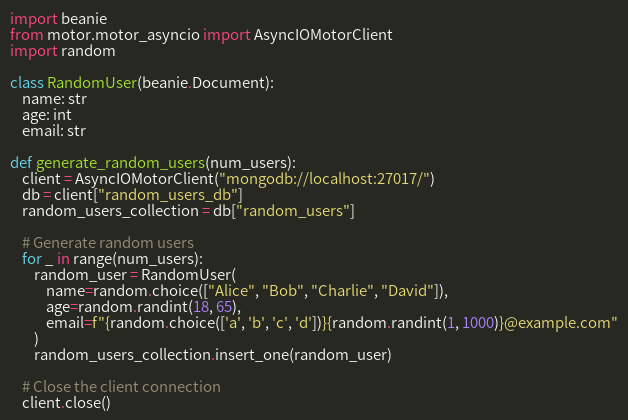 import beanie
from motor.motor_asyncio import AsyncIOMotorClient
import random

class RandomUser(beanie.Document):
    name: str
    age: int
    email: str

def generate_random_users(num_users):
    client = AsyncIOMotorClient("mongodb://localhost:27017/")
    db = client["random_users_db"]
    random_users_collection = db["random_users"]

    # Generate random users
    for _ in range(num_users):
        random_user = RandomUser(
            name=random.choice(["Alice", "Bob", "Charlie", "David"]),
            age=random.randint(18, 65),
            email=f"{random.choice(['a', 'b', 'c', 'd'])}{random.randint(1, 1000)}@example.com"
        )
        random_users_collection.insert_one(random_user)

    # Close the client connection
    client.close()